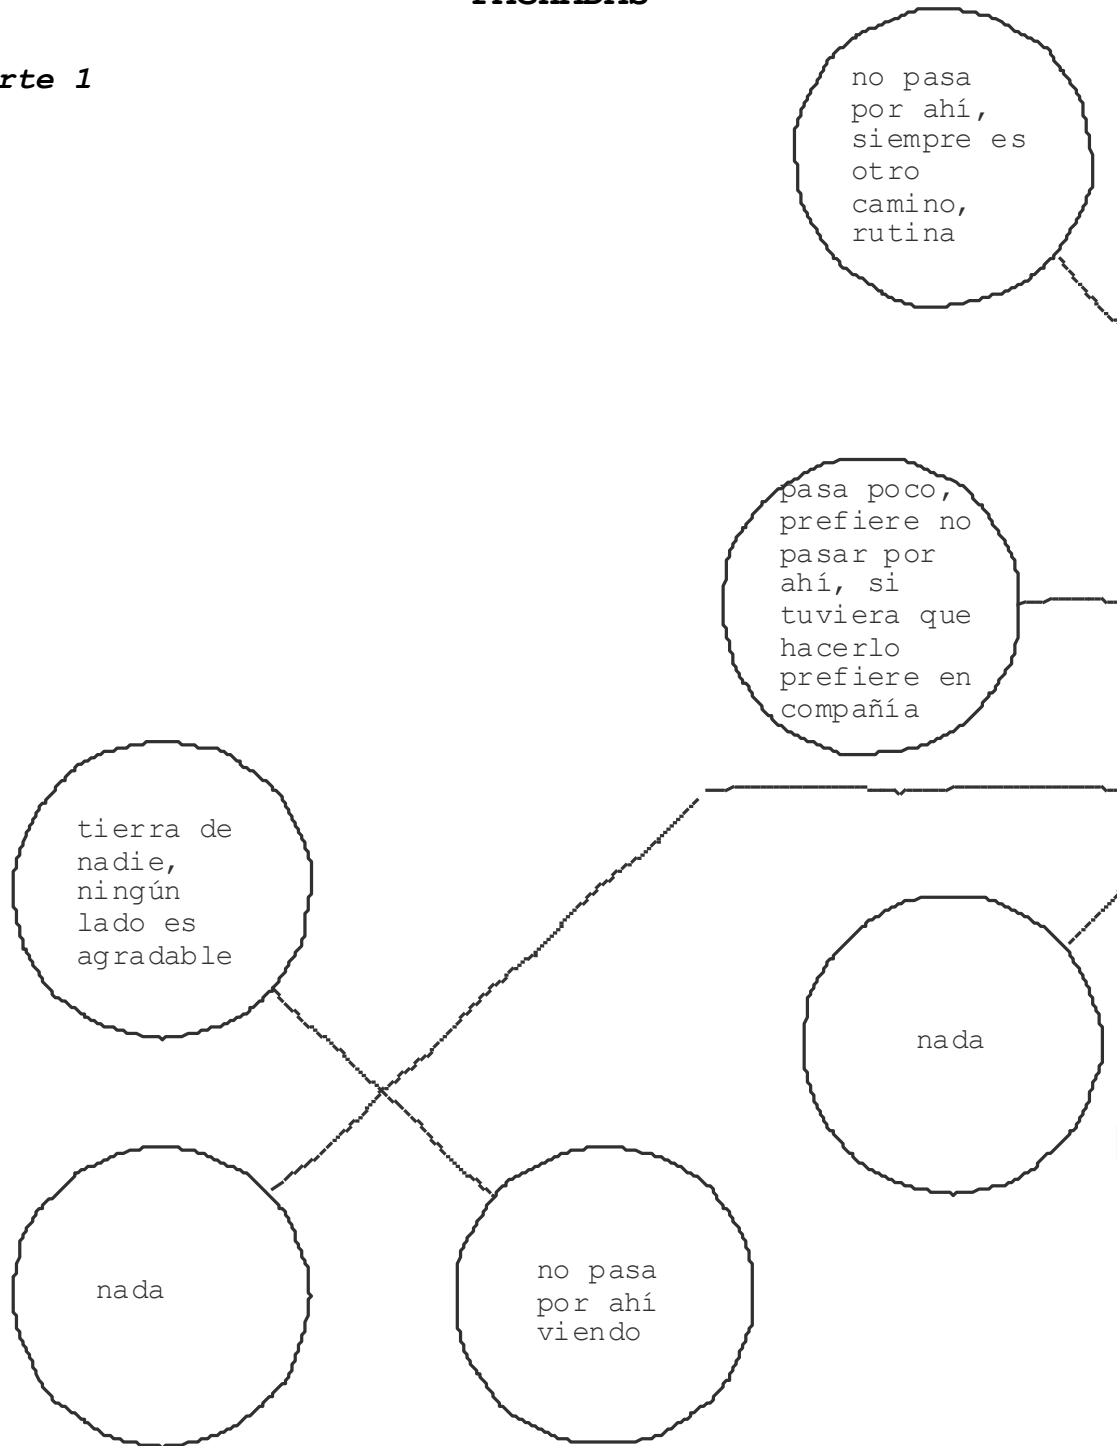 rte 1
no pasa
por ahí,
siempre es
otro
camino,
rutina
pasa poco,
prefiere no
pasar por
ahí, si
tuviera que
hacerlo
prefiere en
compañía
tierra de
nadie,
ningún
lado es
agradable
nada
nada
no pasa
por ahí
viendo